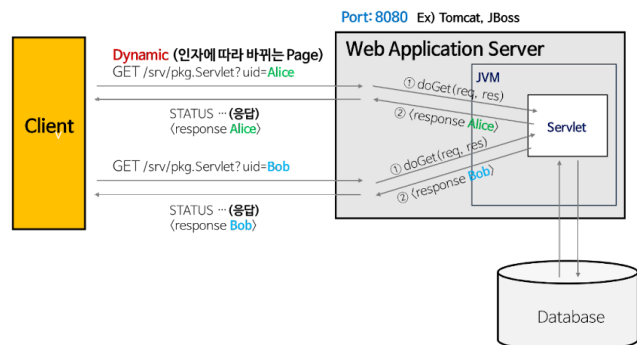 Port: 8080 Ex) Tomcat, JBoss
Dynamic (인자에 따라 바뀌는 Page)
GET /srv/pkg.Servlet?uid=Alice
STATUS … (응답)
⟨response Alice⟩
GET /srv/pkg.Servlet?uid=Bob
STATUS … (응답)
⟨response Bob⟩
Client
Web Application Server
JVM
① doGet(req, res)
② ⟨response Alice⟩
① doGet(req, res)
② ⟨response Bob⟩
Servlet
Database